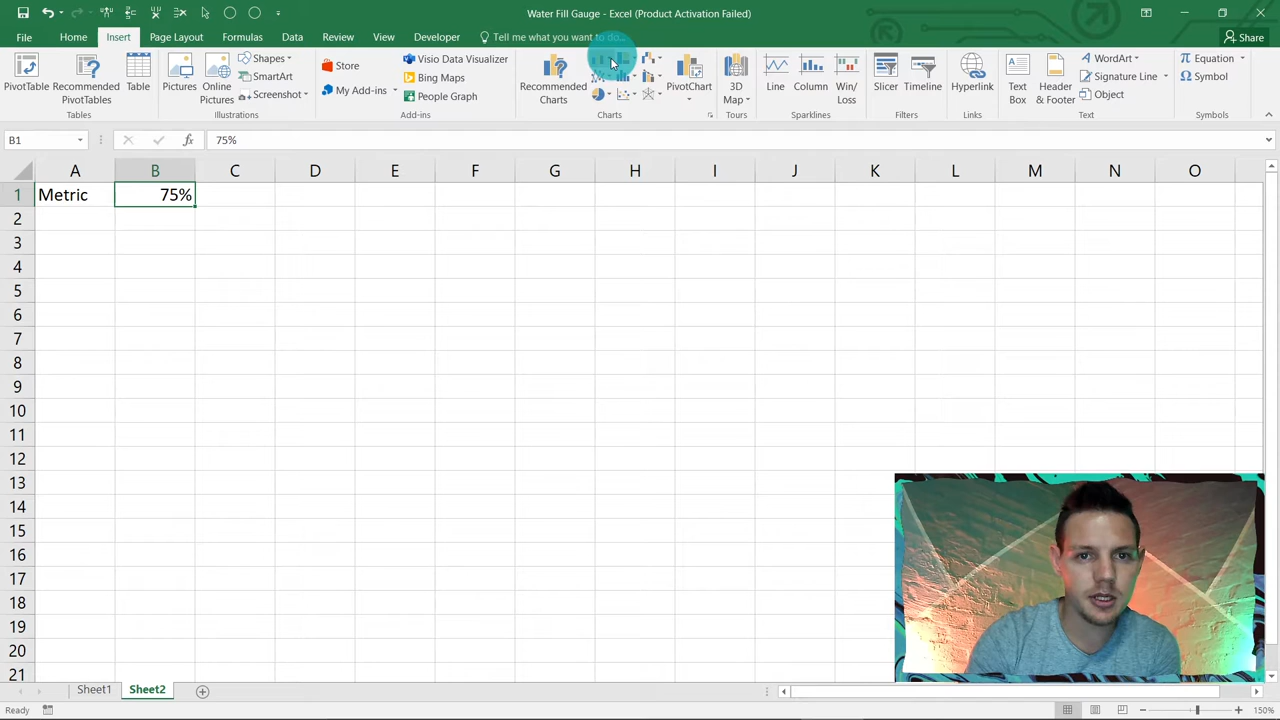 Water Fill Gauge - Excel (Product Activation Failed)
File Home Insert Page Layout Formulas Data Review View Developer Tell me what you want to do... Share
PivotTable Recommended PivotTables Table Pictures Online Pictures Shapes SmartArt Screenshot Store My Add-ins Visio Data Visualizer Bing Maps People Graph Recommended Charts PivotChart 3D Map Line Column Win/Loss Slicer Timeline Hyperlink Text Box Header & Footer WordArt Signature Line Object Equation Symbol
Tables Illustrations Add-ins Charts Tours Sparklines Filters Links Text Symbols
B1 fx 75%
A B C D E F G H I J K L M N O
1 Metric 75%
2
3
4
5
6
7
8
9
10
11
12
13
14
15
16
17
18
19
20
21
Sheet1 Sheet2
Ready 150%